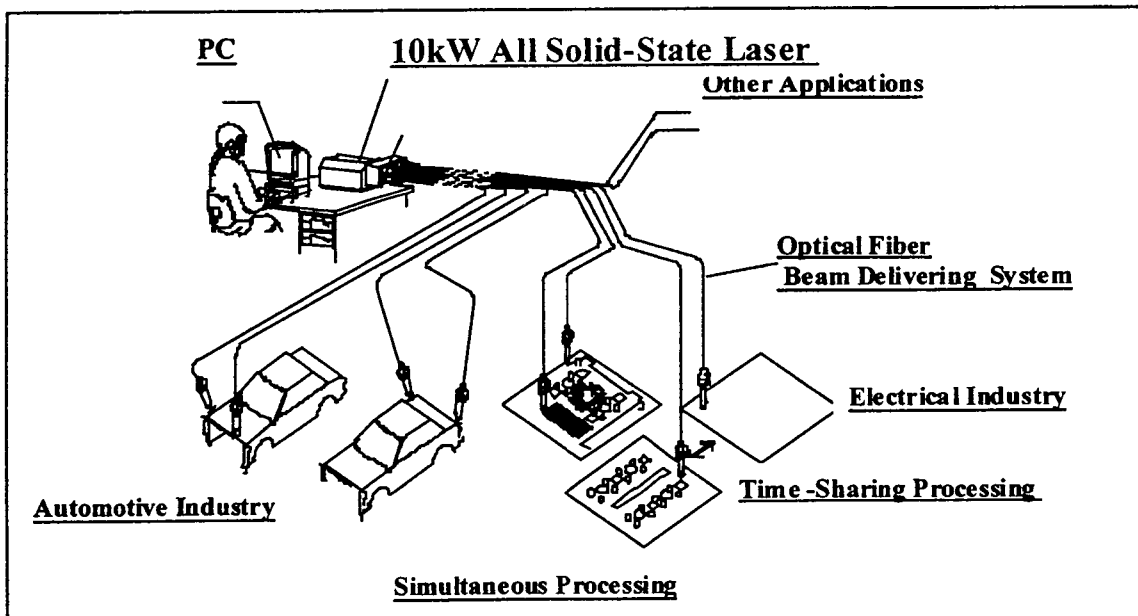 PC
10kW All Solid-State Laser
Other Applications
Optical Fiber
Beam Delivering System
Electrical Industry
Time -Sharing Processing
Automotive Industry
Simultaneous Processing